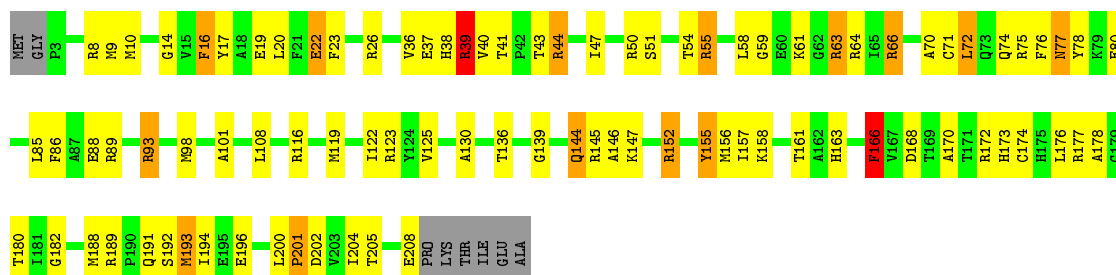 MET GLY P3 R8 M9 M10 G14 V15 F16 Y17 A18 E19 L20 F21 E22 F23 R26 V36 E37 H38 R39 V40 T41 P42 T43 R44 I47 R50 S51 T54 R55 L58 G59 E60 K61 G62 R63 R64 I65 R66 A70 C71 L72 Q73 Q74 R75 F76 N77 Y78 K79 E80
L85 F86 A87 E88 R89 R93 M98 A101 L108 R116 M119 I122 R123 Y124 V125 A130 T136 G139 Q144 R145 A146 K147 R152 Y155 M156 I157 K158 T161 A162 H163 F166 V167 D168 T169 A170 T171 R172 H173 C174 H175 L176 R177 A178 G179
T180 I181 G182 M188 R189 P190 Q191 S192 M193 I194 E195 E196 L200 P201 D202 V203 I204 T205 E208 PRO LYS THR ILE GLU ALA